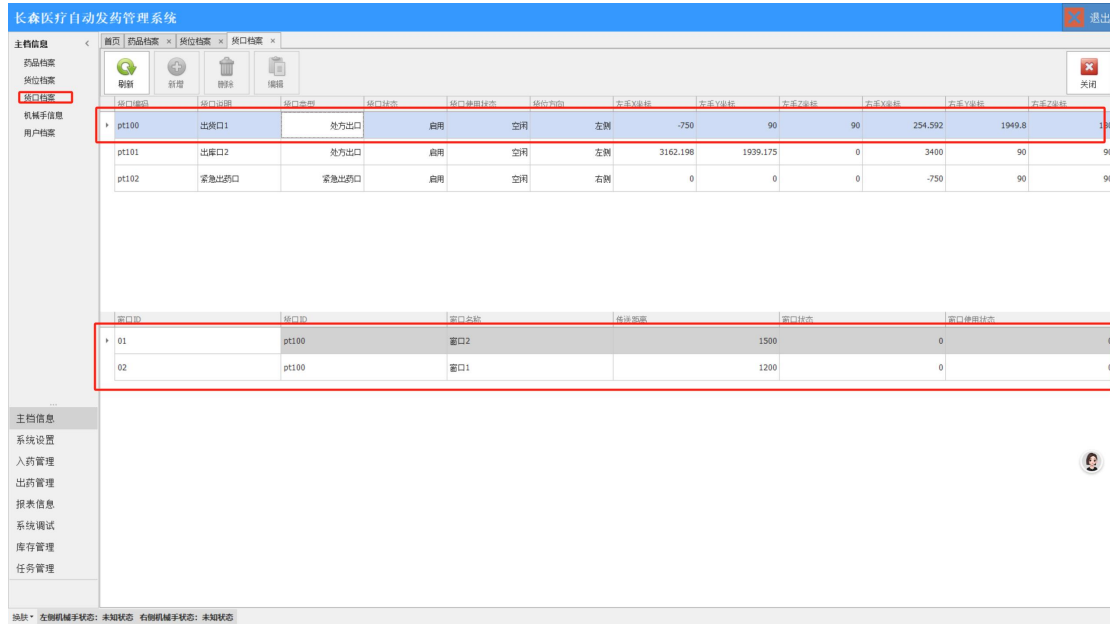 长森医疗自动发药管理系统 退出
主档信息 <
药品档案
货位档案
货口档案
机械手信息
用户档案
首页 药品档案 × 货位档案 × 货口档案 ×
刷新 新增 删除 编辑 关闭
货口编码 货口说明 货口类型 货口状态 货口使用状态 货位方向 左手X坐标 左手Y坐标 左手Z坐标 右手X坐标 右手Y坐标 右手Z坐标
pt100 出货口1 处方出口 启用 空闲 左侧 -750 90 90 254.592 1949.8
pt101 出库口2 处方出口 启用 空闲 左侧 3162.198 1939.175 0 3400 90
pt102 紧急出药口 紧急出药口 启用 空闲 右侧 0 0 0 -750 90
窗口ID 货口ID 窗口名称 传送距离 窗口状态 窗口使用状态
01 pt100 窗口2 1500 0
02 pt100 窗口1 1200 0
...
主档信息
系统设置
入药管理
出药管理
报表信息
系统调试
库存管理
任务管理
换肤 左侧机械手状态：未知状态 右侧机械手状态：未知状态